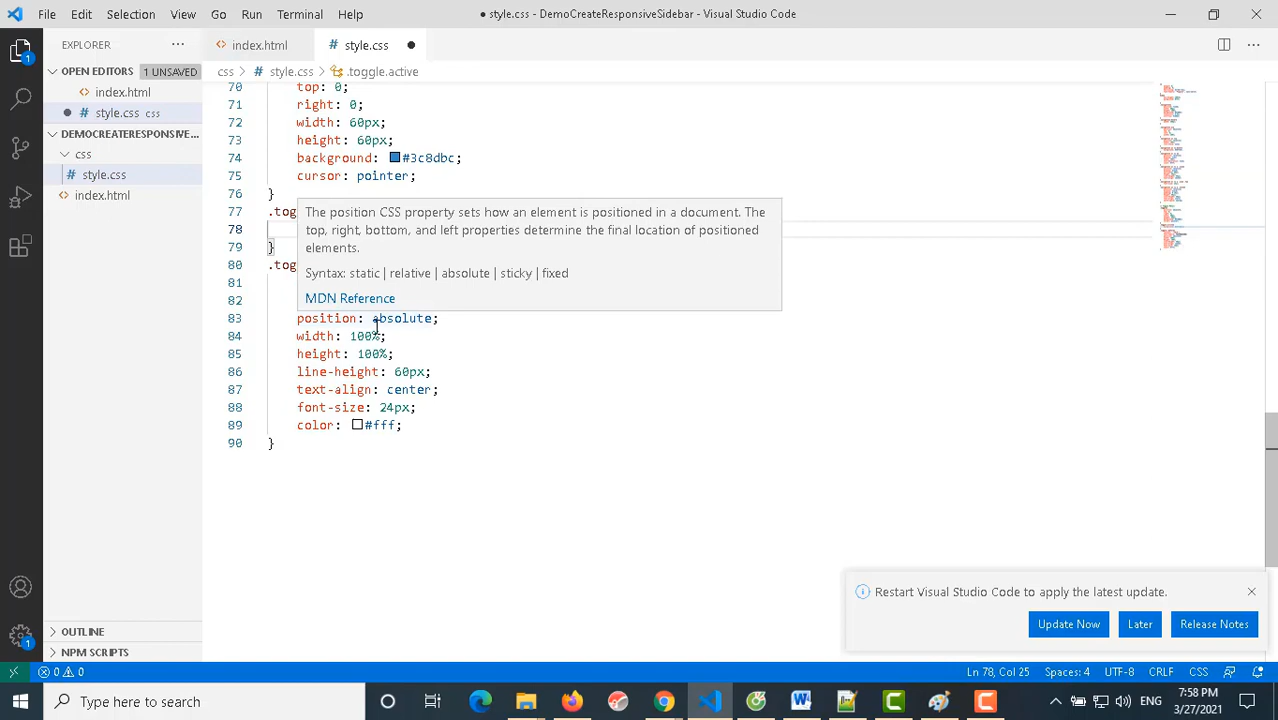 File Edit Selection View Go Run Terminal Help
● style.css - DemoCreateResponsiveSidebar - Visual Studio Code
EXPLORER
index.html
# style.css
OPEN EDITORS 1 UNSAVED
css > # style.css > .toggle.active
index.html
# style.css css
DEMOCREATERESPONSIVE...
css
# style.css
index.html
70 top: 0;
71 right: 0;
72 width: 60px;
73 height: 60px;
74 background: #3c8dbc;
75 cursor: pointer;
76 }
77 .tog
78
79 }
80 .tog
81
82
The position CSS property sets how an element is positioned in a document. The
top, right, bottom, and left properties determine the final location of positioned
elements.
Syntax: static | relative | absolute | sticky | fixed
MDN Reference
83 position: absolute;
84 width: 100%;
85 height: 100%;
86 line-height: 60px;
87 text-align: center;
88 font-size: 24px;
89 color: #fff;
90 }
Restart Visual Studio Code to apply the latest update.
Update Now Later Release Notes
OUTLINE
NPM SCRIPTS
0 0
Ln 78, Col 25 Spaces: 4 UTF-8 CRLF CSS
Type here to search
ENG
7:58 PM
3/27/2021
1
1